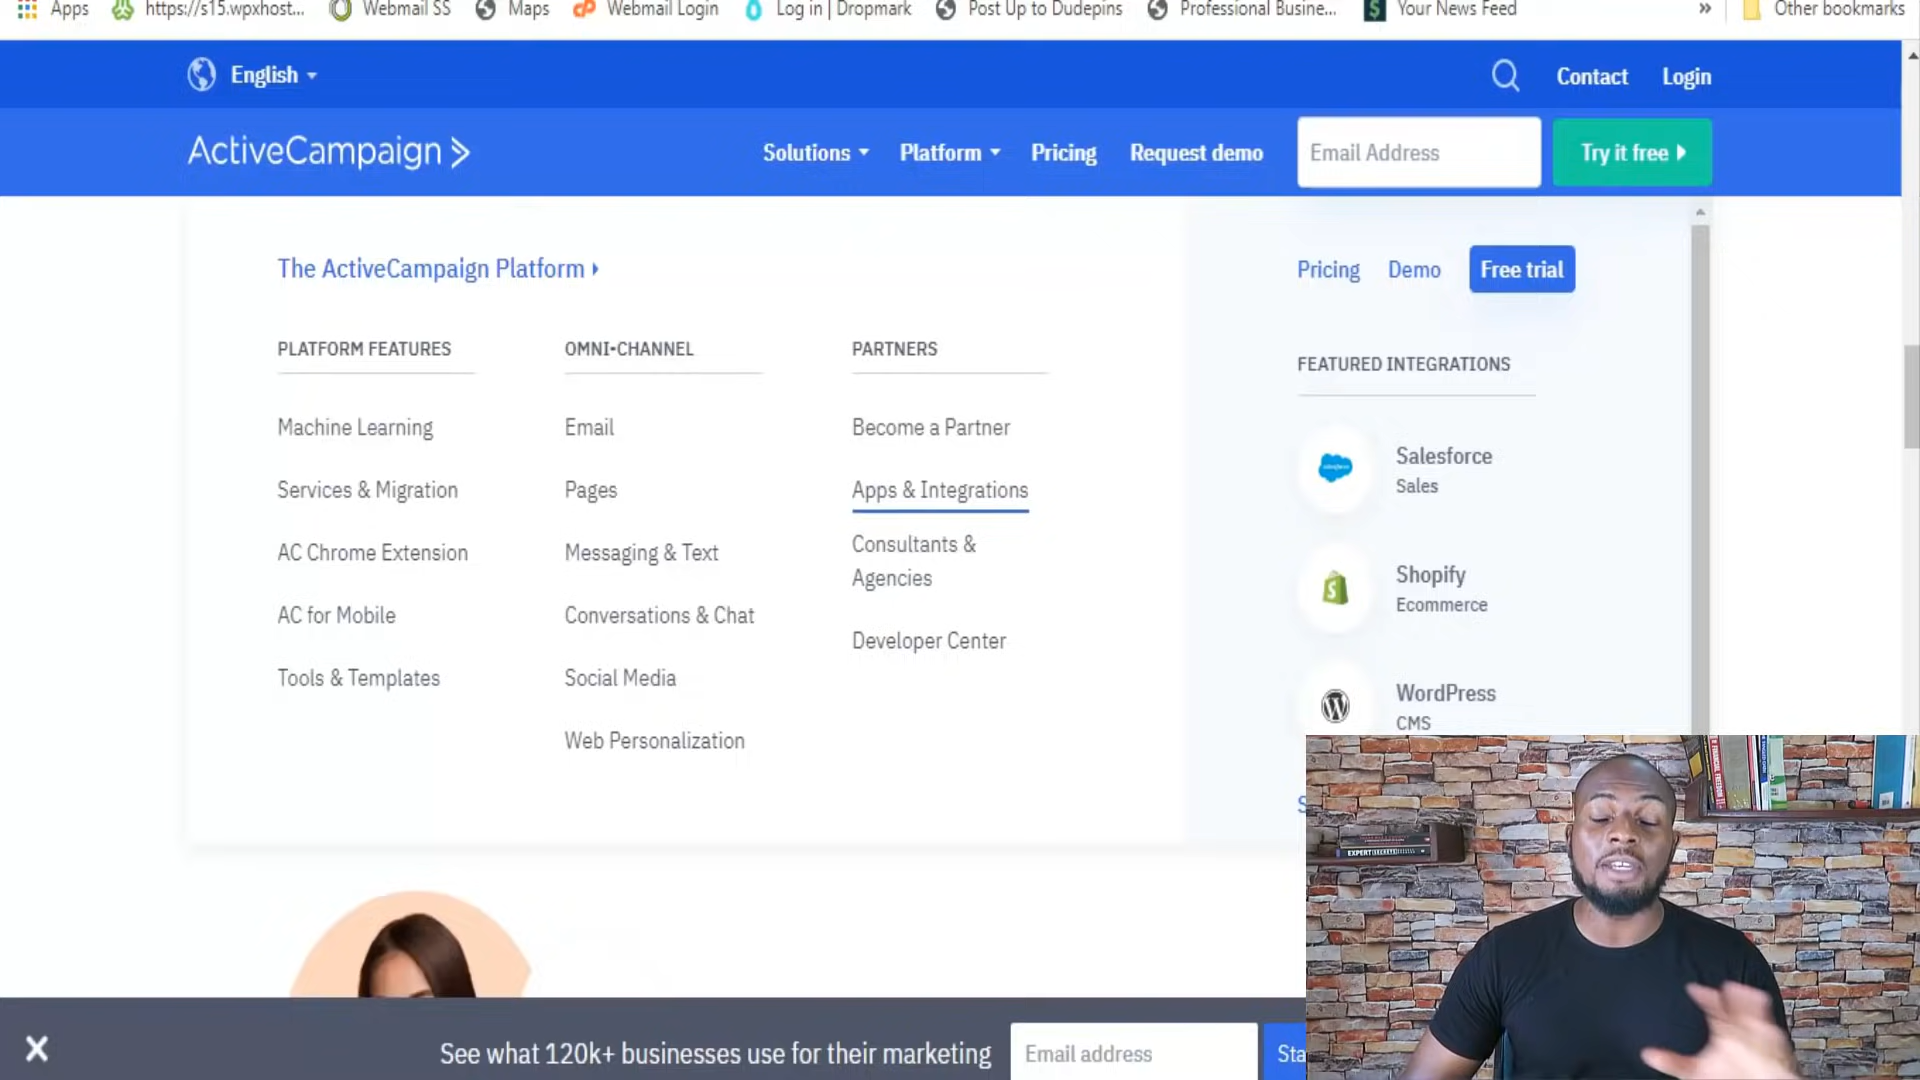 Apps
https://s15.wpxhost...
Webmail SS
Maps
Webmail Login
Log in | Dropmark
Post Up to Dudepins
Professional Busine...
Your News Feed
»
Other bookmarks
English
Contact
Login
ActiveCampaign >
Solutions
Platform
Pricing
Request demo
Email Address
Try it free
The ActiveCampaign Platform
Pricing
Demo
Free trial
PLATFORM FEATURES
Machine Learning
Services & Migration
AC Chrome Extension
AC for Mobile
Tools & Templates
OMNI-CHANNEL
Email
Pages
Messaging & Text
Conversations & Chat
Social Media
Web Personalization
PARTNERS
Become a Partner
Apps & Integrations
Consultants &
Agencies
Developer Center
FEATURED INTEGRATIONS
Salesforce
Sales
Shopify
Ecommerce
WordPress
CMS
EXPERT SECRETS
See what 120k+ businesses use for their marketing
Email address
Sta